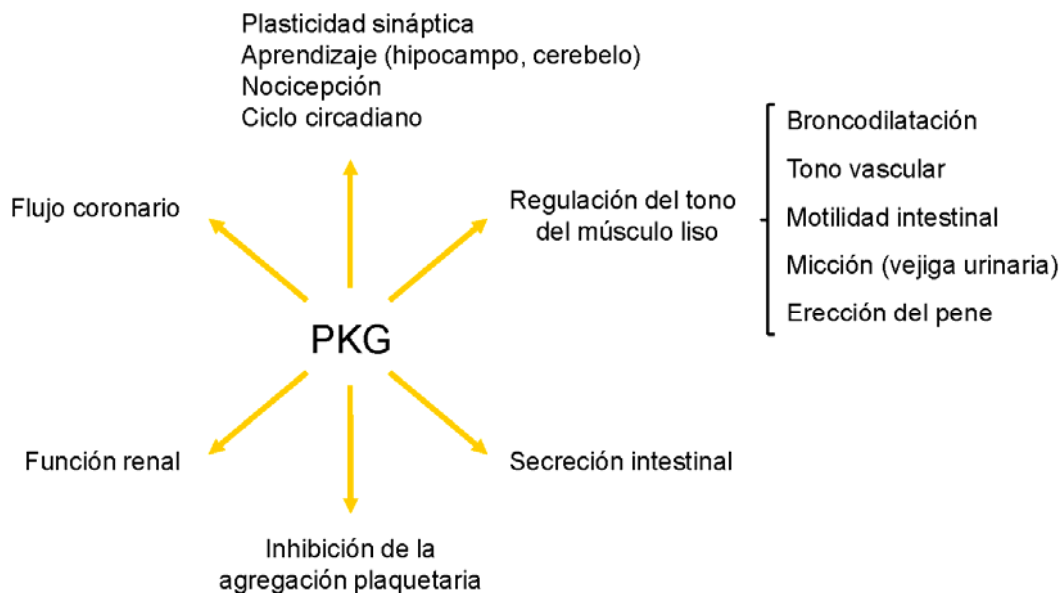 Plasticidad sináptica
Aprendizaje (hipocampo, cerebelo)
Nocicepción
Ciclo circadiano
Flujo coronario
Regulación del tono
del músculo liso
Broncodilatación
Tono vascular
Motilidad intestinal
Micción (vejiga urinaria)
Erección del pene
PKG
Función renal
Secreción intestinal
Inhibición de la
agregación plaquetaria